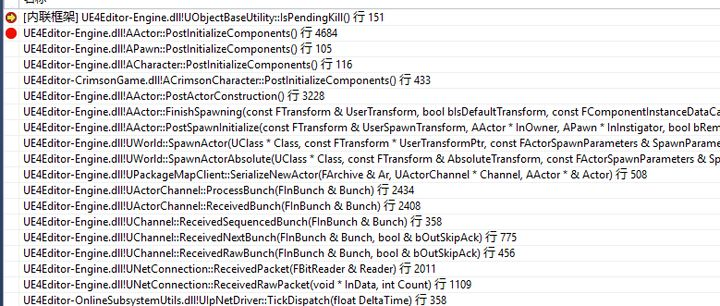 名称
[内联框架] UE4Editor-Engine.dll!UObjectBaseUtility::IsPendingKill() 行 151
UE4Editor-Engine.dll!AActor::PostInitializeComponents() 行 4684
UE4Editor-Engine.dll!APawn::PostInitializeComponents() 行 105
UE4Editor-Engine.dll!ACharacter::PostInitializeComponents() 行 116
UE4Editor-CrimsonGame.dll!ACrimsonCharacter::PostInitializeComponents() 行 433
UE4Editor-Engine.dll!AActor::PostActorConstruction() 行 3228
UE4Editor-Engine.dll!AActor::FinishSpawning(const FTransform & UserTransform, bool bIsDefaultTransform, const FComponentInstanceDataCa
UE4Editor-Engine.dll!AActor::PostSpawnInitialize(const FTransform & UserSpawnTransform, AActor * InOwner, APawn * InInstigator, bool bRem
UE4Editor-Engine.dll!UWorld::SpawnActor(UClass * Class, const FTransform * UserTransformPtr, const FActorSpawnParameters & SpawnParam
UE4Editor-Engine.dll!UWorld::SpawnActorAbsolute(UClass * Class, const FTransform & AbsoluteTransform, const FActorSpawnParameters & Sp
UE4Editor-Engine.dll!UPackageMapClient::SerializeNewActor(FArchive & Ar, UActorChannel * Channel, AActor * & Actor) 行 508
UE4Editor-Engine.dll!UActorChannel::ProcessBunch(FInBunch & Bunch) 行 2434
UE4Editor-Engine.dll!UActorChannel::ReceivedBunch(FInBunch & Bunch) 行 2408
UE4Editor-Engine.dll!UChannel::ReceivedSequencedBunch(FInBunch & Bunch) 行 358
UE4Editor-Engine.dll!UChannel::ReceivedNextBunch(FInBunch & Bunch, bool & bOutSkipAck) 行 775
UE4Editor-Engine.dll!UChannel::ReceivedRawBunch(FInBunch & Bunch, bool & bOutSkipAck) 行 456
UE4Editor-Engine.dll!UNetConnection::ReceivedPacket(FBitReader & Reader) 行 2011
UE4Editor-Engine.dll!UNetConnection::ReceivedRawPacket(void * InData, int Count) 行 1109
UE4Editor-OnlineSubsystemUtils.dll!UIpNetDriver::TickDispatch(float DeltaTime) 行 358